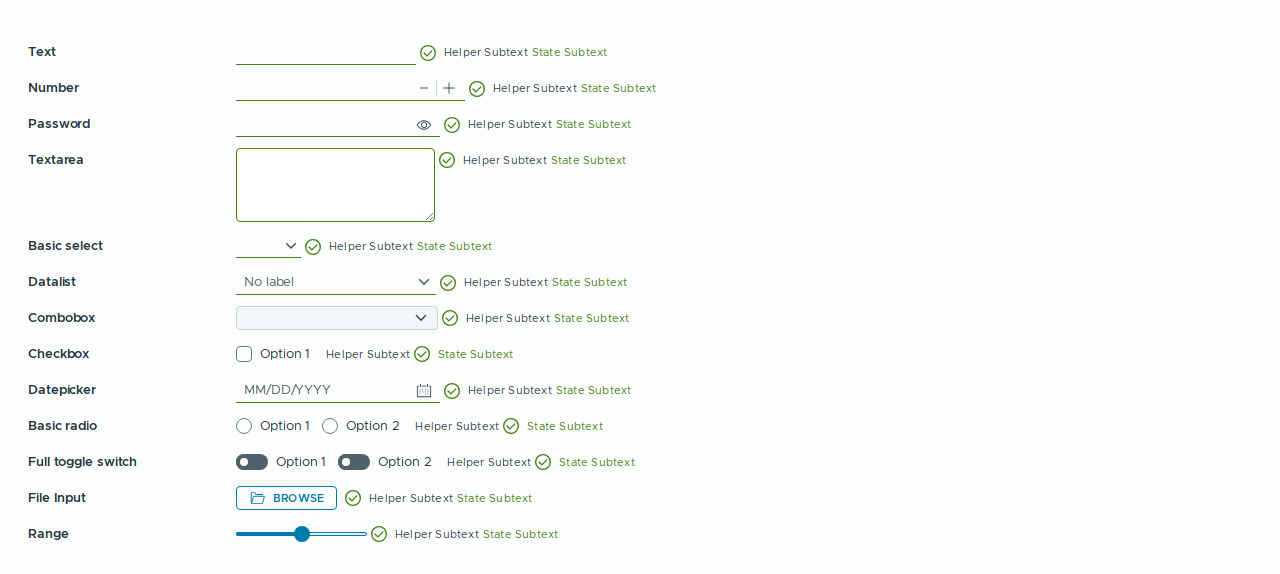 Text Helper Subtext State Subtext
Number Helper Subtext State Subtext
Password Helper Subtext State Subtext
Textarea Helper Subtext State Subtext
Basic select Helper Subtext State Subtext
Datalist No label Helper Subtext State Subtext
Combobox Helper Subtext State Subtext
Checkbox Option 1 Helper Subtext State Subtext
Datepicker MM/DD/YYYY Helper Subtext State Subtext
Basic radio Option 1 Option 2 Helper Subtext State Subtext
Full toggle switch Option 1 Option 2 Helper Subtext State Subtext
File Input BROWSE Helper Subtext State Subtext
Range Helper Subtext State Subtext